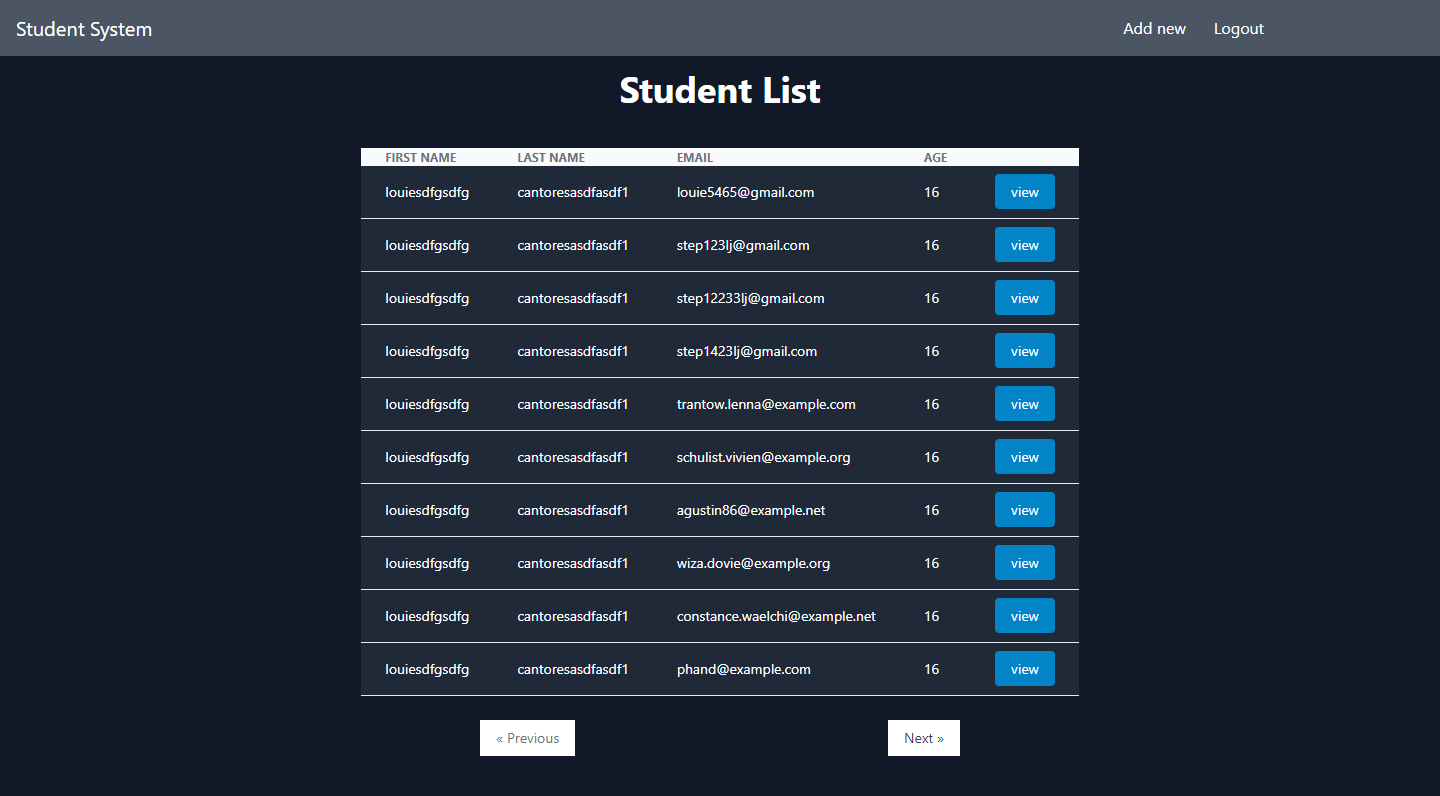 Student System Add new Logout
Student List
FIRST NAME LAST NAME EMAIL AGE
louiesdfgsdfg cantoresasdfasdf1 louie5465@gmail.com 16 view
louiesdfgsdfg cantoresasdfasdf1 step123lj@gmail.com 16 view
louiesdfgsdfg cantoresasdfasdf1 step12233lj@gmail.com 16 view
louiesdfgsdfg cantoresasdfasdf1 step1423lj@gmail.com 16 view
louiesdfgsdfg cantoresasdfasdf1 trantow.lenna@example.com 16 view
louiesdfgsdfg cantoresasdfasdf1 schulist.vivien@example.org 16 view
louiesdfgsdfg cantoresasdfasdf1 agustin86@example.net 16 view
louiesdfgsdfg cantoresasdfasdf1 wiza.dovie@example.org 16 view
louiesdfgsdfg cantoresasdfasdf1 constance.waelchi@example.net 16 view
louiesdfgsdfg cantoresasdfasdf1 phand@example.com 16 view
« Previous Next »